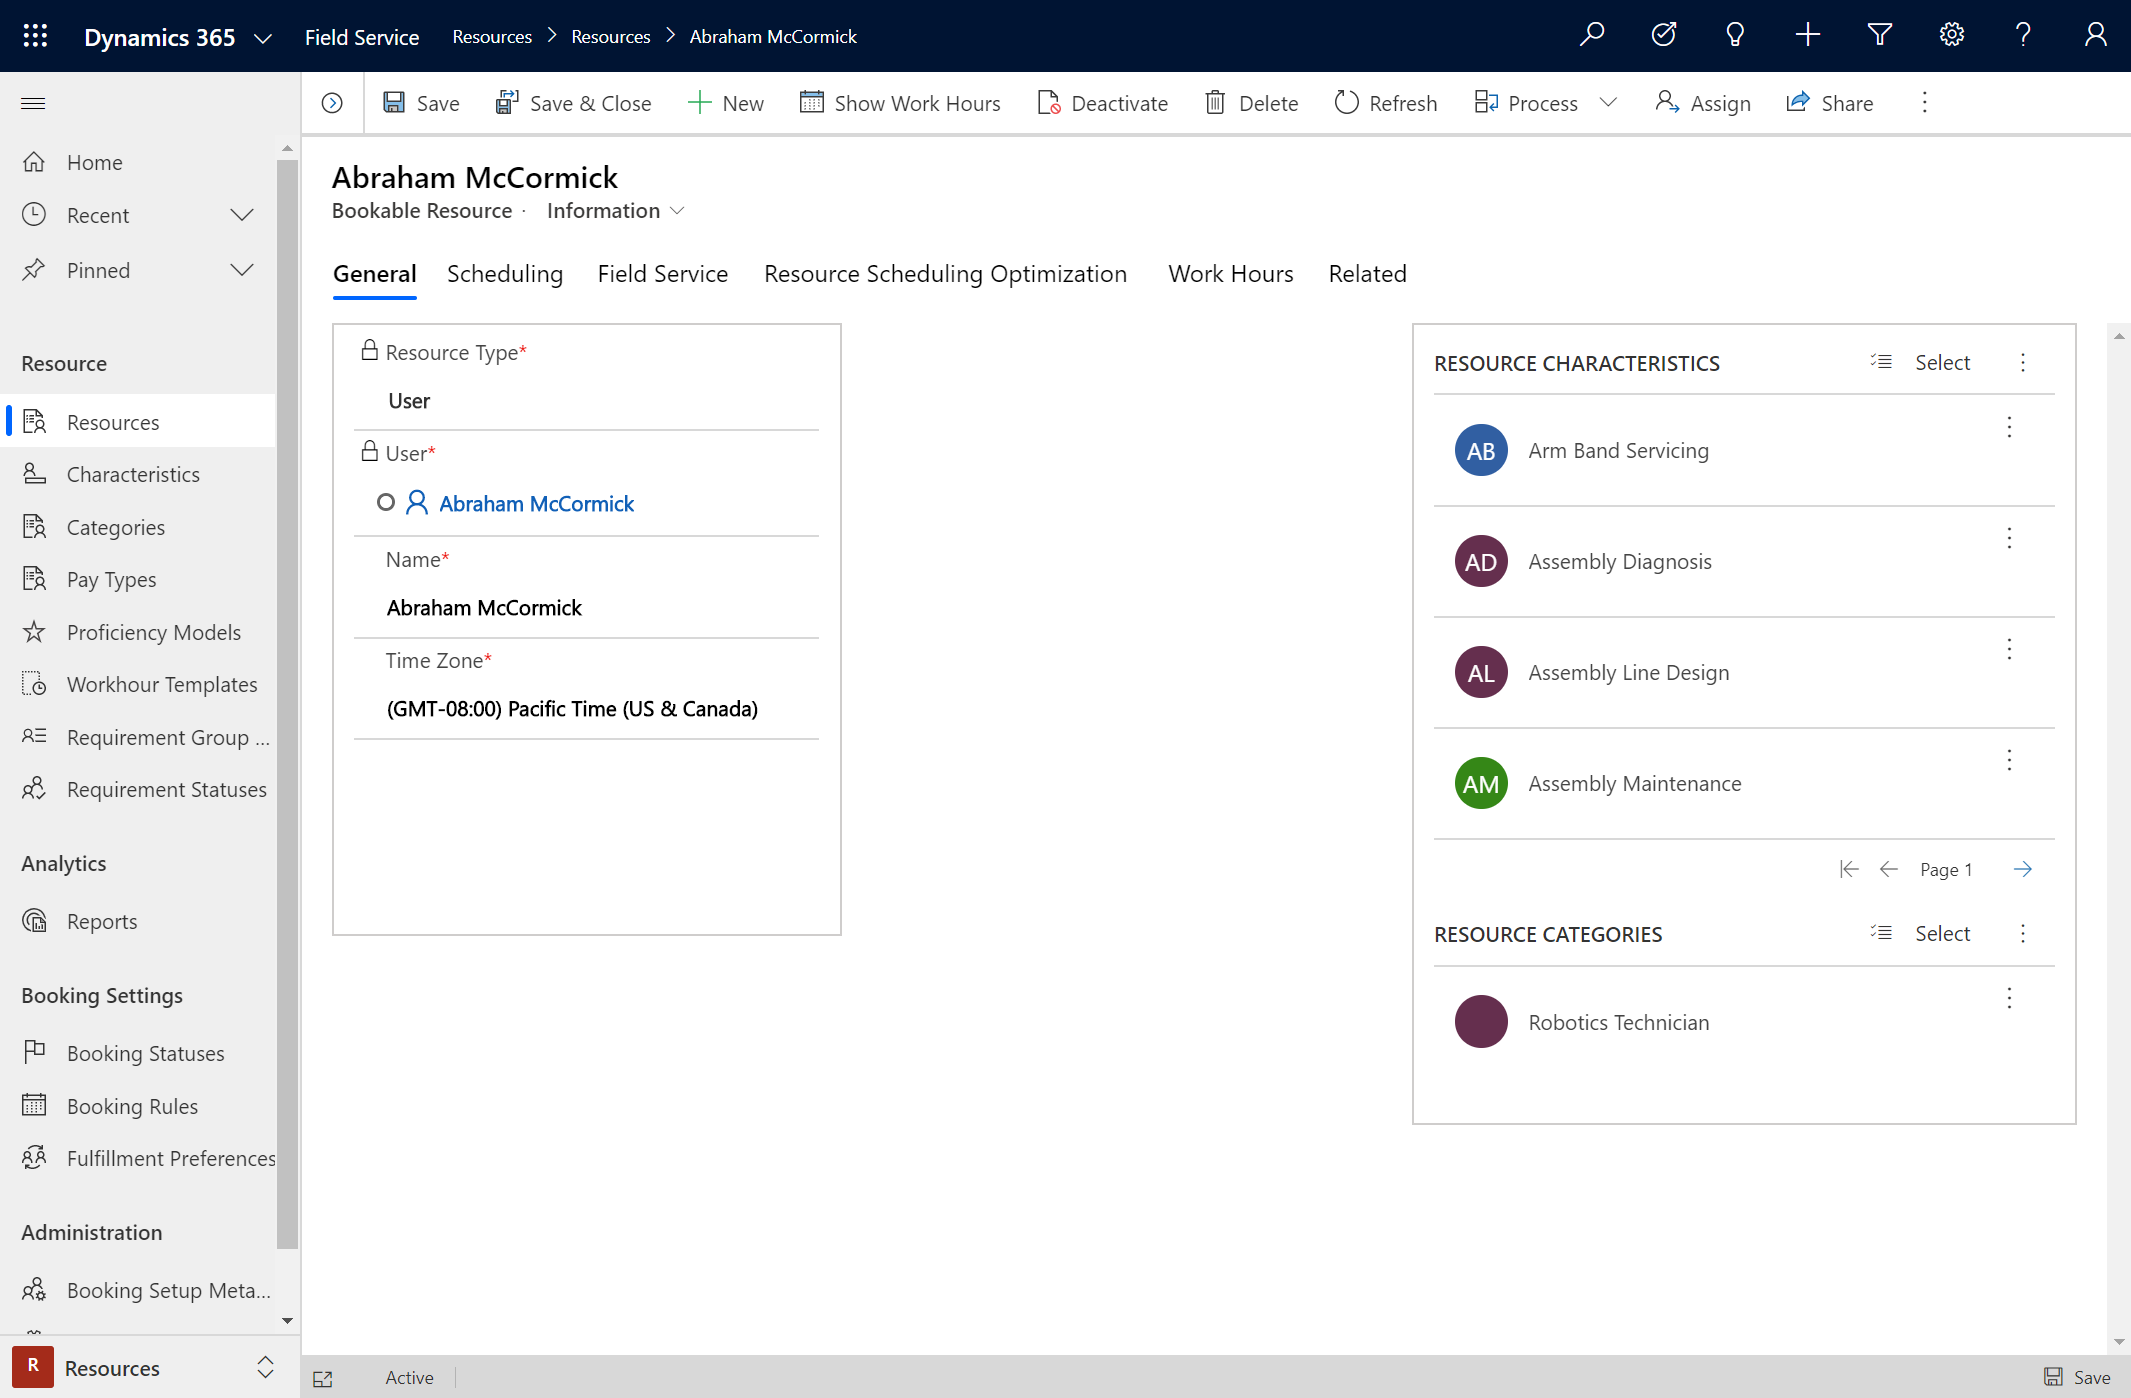 Dynamics 365
Field Service
Resources
Resources
Abraham McCormick
Save
Save & Close
New
Show Work Hours
Deactivate
Delete
Refresh
Process
Assign
Share
Home
Recent
Pinned
Resource
Resources
Characteristics
Categories
Pay Types
Proficiency Models
Workhour Templates
Requirement Group ...
Requirement Statuses
Analytics
Reports
Booking Settings
Booking Statuses
Booking Rules
Fulfillment Preferences
Administration
Booking Setup Meta...
R
Resources
Abraham McCormick
Bookable Resource · Information
General
Scheduling
Field Service
Resource Scheduling Optimization
Work Hours
Related
Resource Type*
User
User*
Abraham McCormick
Name*
Abraham McCormick
Time Zone*
(GMT-08:00) Pacific Time (US & Canada)
RESOURCE CHARACTERISTICS
Select
AB Arm Band Servicing
AD Assembly Diagnosis
AL Assembly Line Design
AM Assembly Maintenance
Page 1
RESOURCE CATEGORIES
Select
Robotics Technician
Active
Save